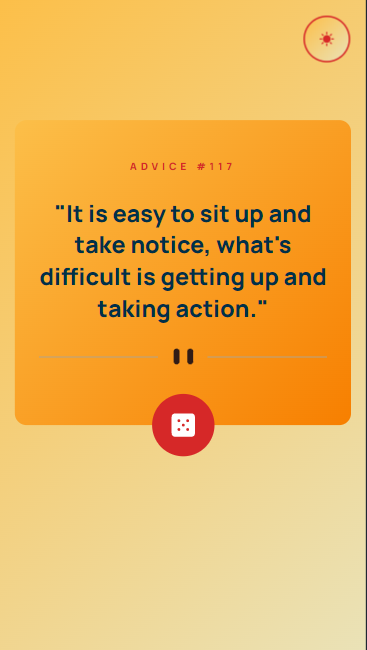 ADVICE #117
"It is easy to sit up and
take notice, what's
difficult is getting up and
taking action."